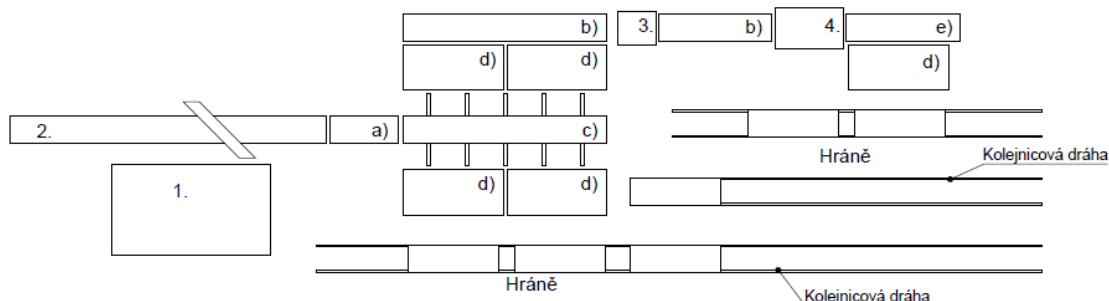 b) 3. b) 4. e)
d) d) d)
2. a) c)
Hráně
Kolejnicová dráha
1. d) d)
Hráně
Kolejnicová dráha